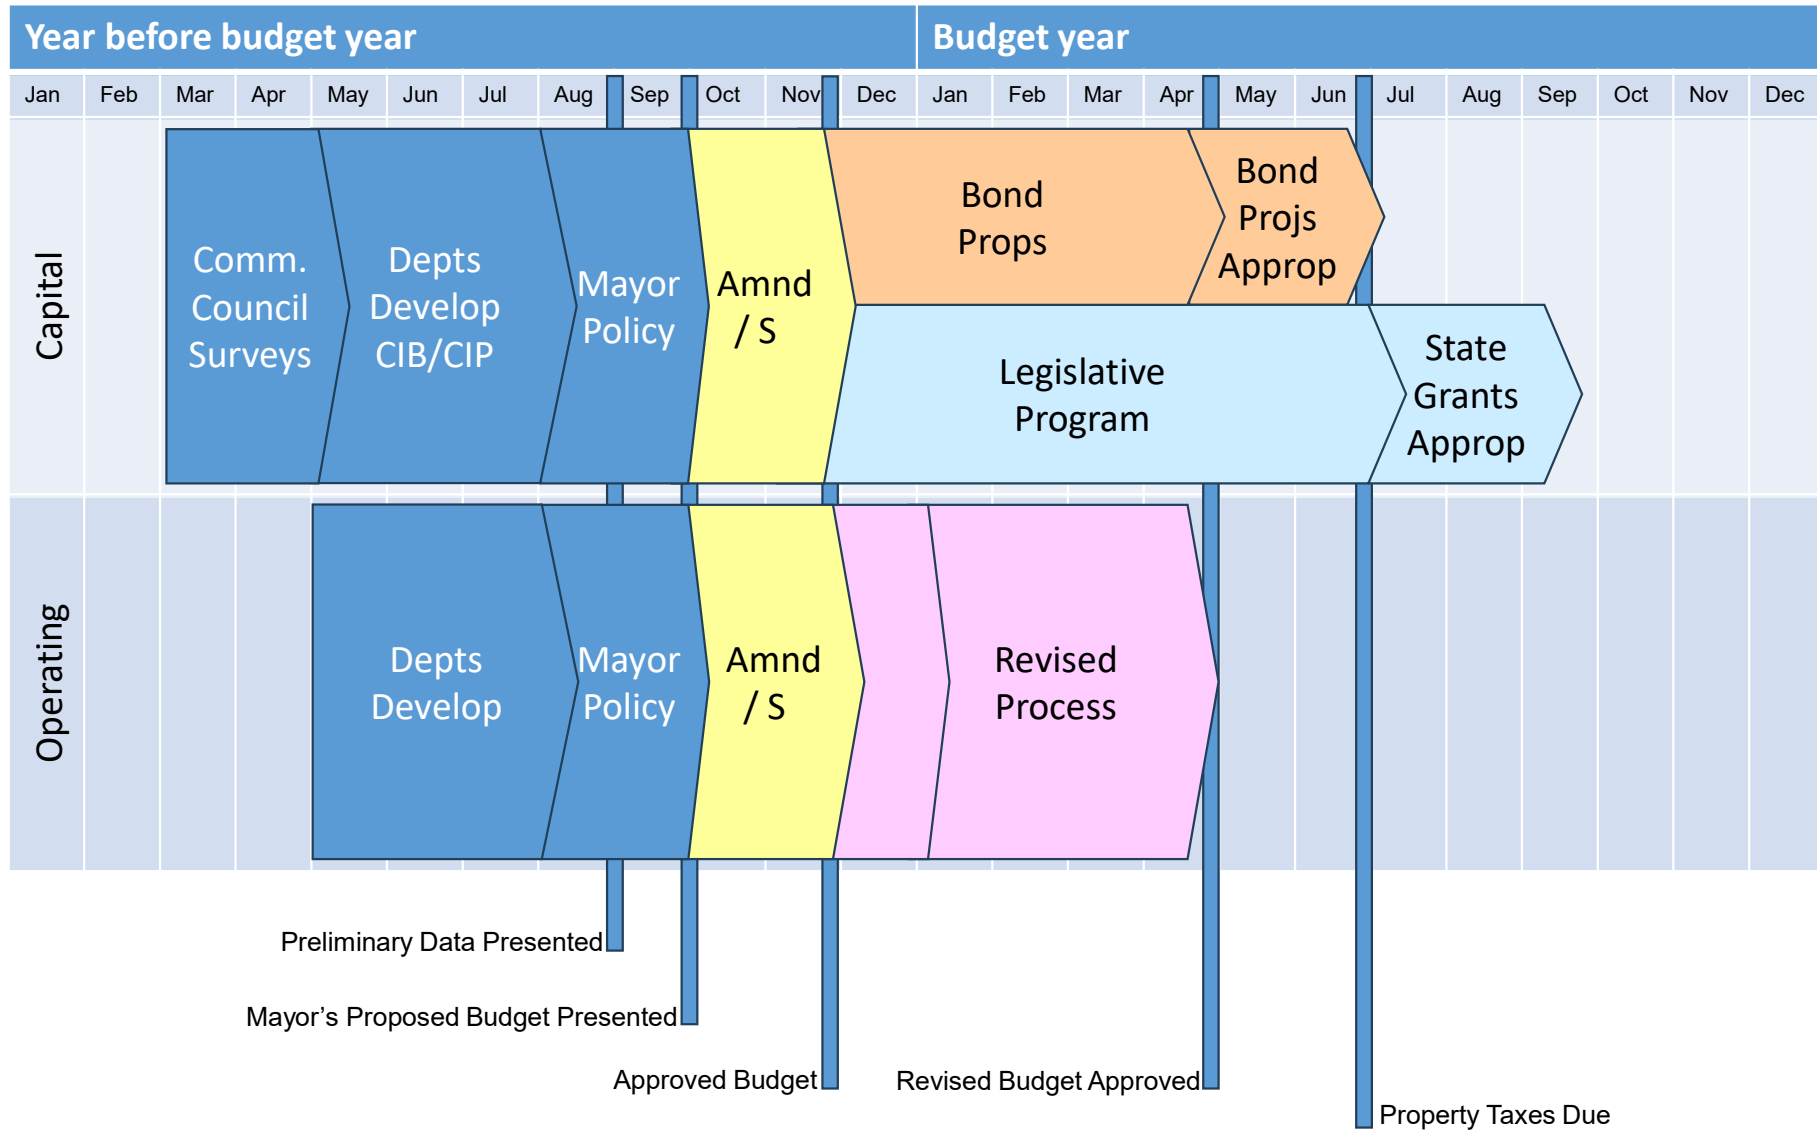 Year before budget year
Budget year
Jan Feb Mar Apr May Jun Jul Aug Sep Oct Nov Dec Jan Feb Mar Apr May Jun Jul Aug Sep Oct Nov Dec
Capital
Comm.
Council
Surveys
Depts
Develop
CIB/CIP
Mayor
Policy
Amnd
/ S
Bond
Props
Bond
Projs
Approp
Legislative
Program
State
Grants
Approp
Operating
Depts
Develop
Mayor
Policy
Amnd
/ S
Revised
Process
Preliminary Data Presented
Mayor’s Proposed Budget Presented
Approved Budget
Revised Budget Approved
Property Taxes Due